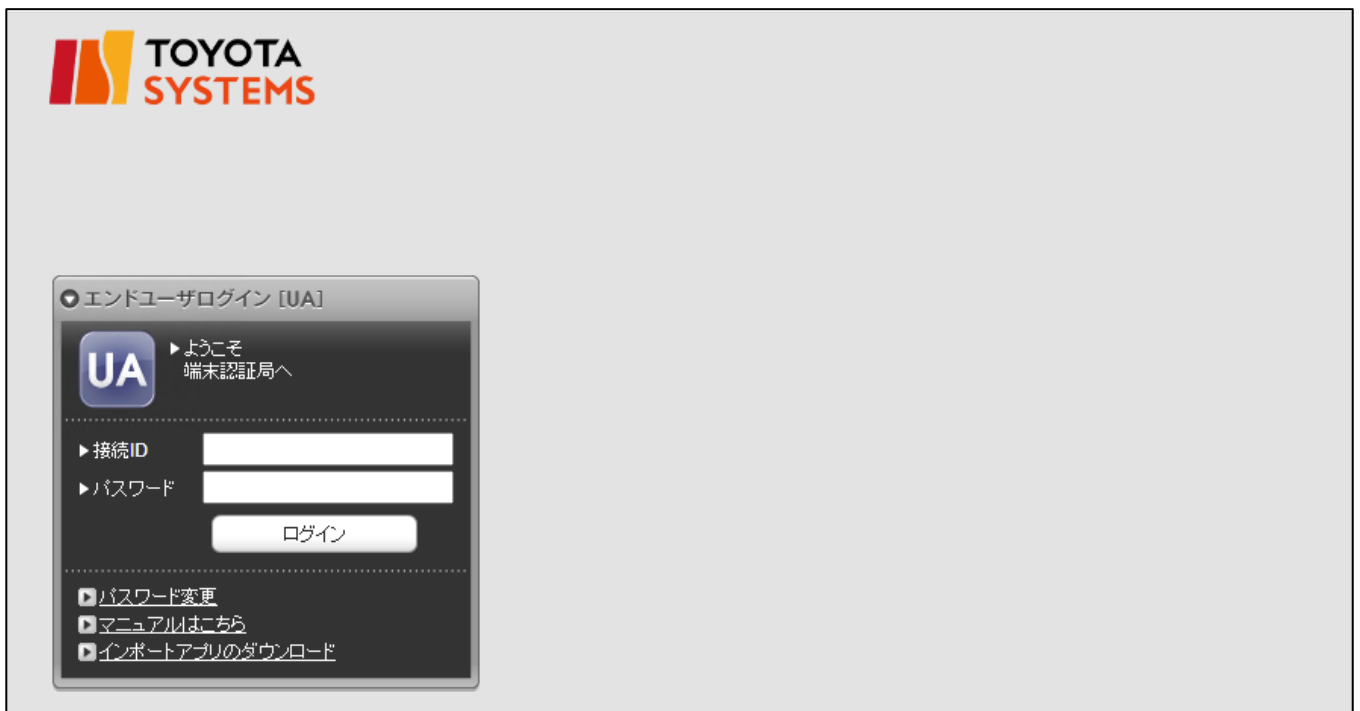 TOYOTA
SYSTEMS
エンドユーザログイン [UA]
UA
ようこそ
端末認証局へ
接続ID
パスワード
ログイン
パスワード変更
マニュアルはこちら
インポートアプリのダウンロード